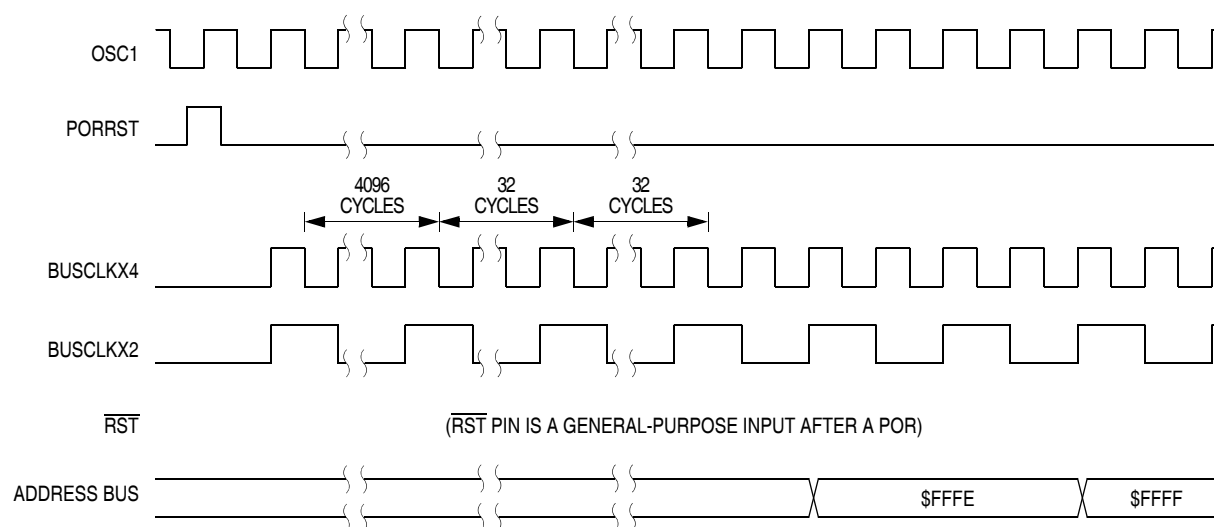 OSC1
PORRST
4096
CYCLES
32
CYCLES
32
CYCLES
BUSCLKX4
BUSCLKX2
RST
(RST PIN IS A GENERAL-PURPOSE INPUT AFTER A POR)
ADDRESS BUS
$FFFE
$FFFF